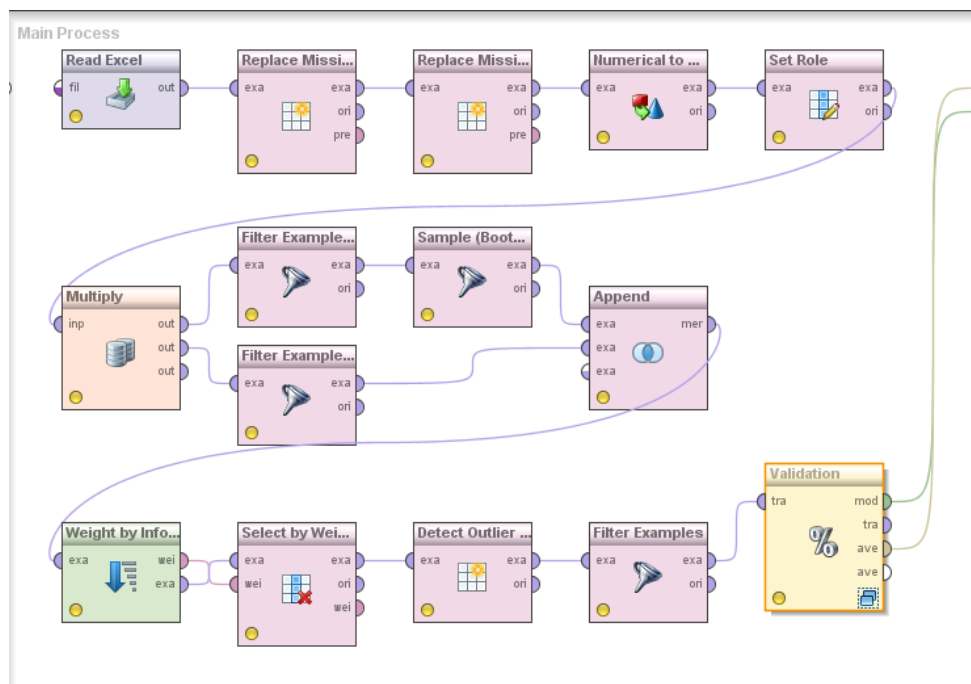 Main Process
Read Excel
fil out
Replace Missi...
exa exa
ori
pre
Replace Missi...
exa exa
ori
pre
Numerical to ...
exa exa
ori
Set Role
exa exa
ori
Multiply
inp out
out
out
Filter Example...
exa exa
ori
Sample (Boot...
exa exa
ori
Filter Example...
exa exa
ori
Append
exa mer
exa
exa
Weight by Info...
exa wei
exa
Select by Wei...
exa exa
wei ori
wei
Detect Outlier ...
exa exa
ori
Filter Examples
exa exa
ori
Validation
tra mod
tra
ave
ave
%